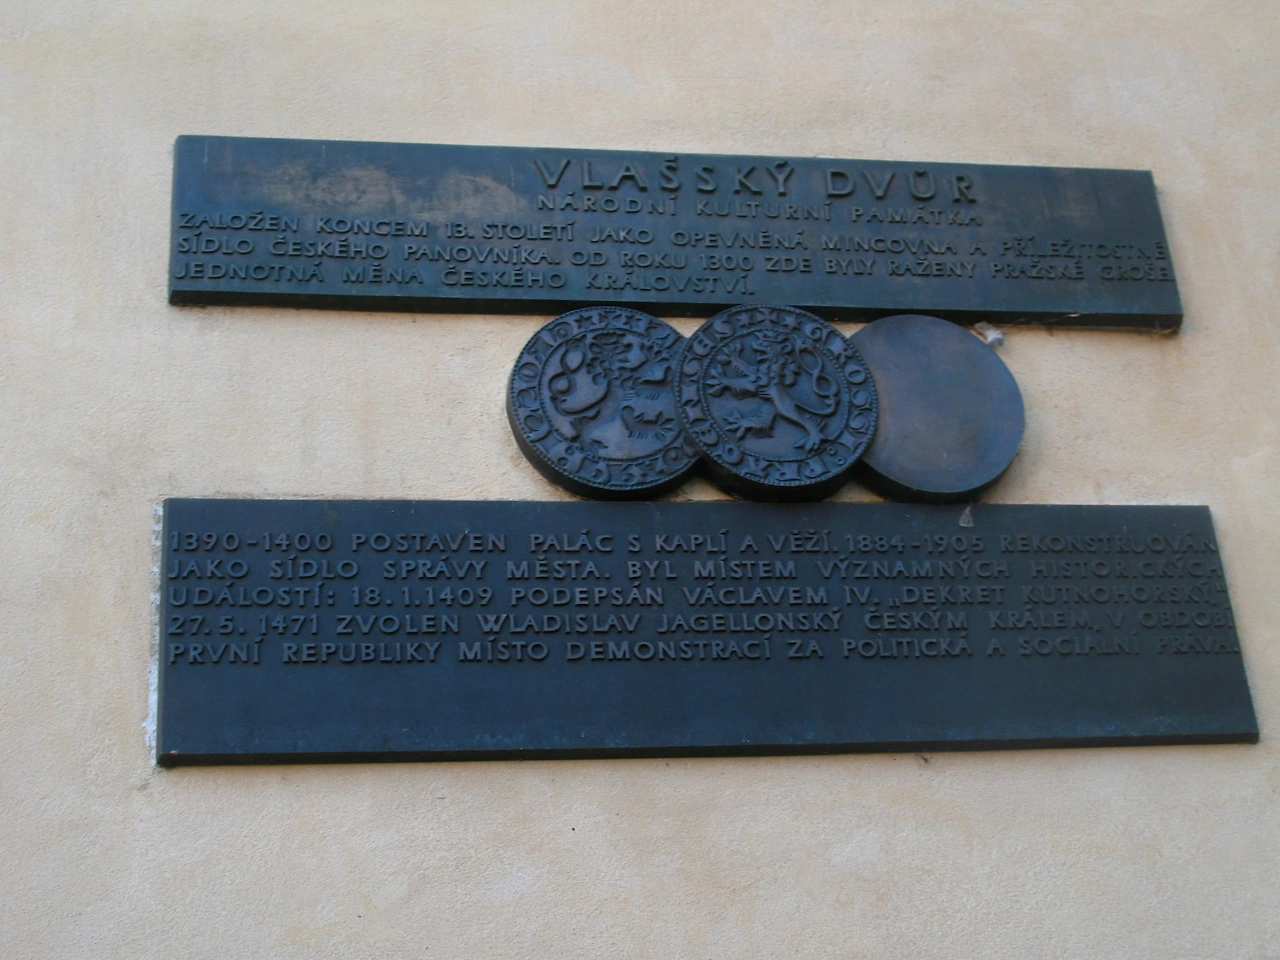 VLAŠSKÝ DVŮR
NÁRODNÍ KULTURNÍ PAMÁTKA
ZALOŽEN KONCEM 13. STOLETÍ JAKO OPEVNĚNÁ MINCOVNA A PŘÍLEŽITOSTNÉ
SÍDLO ČESKÉHO PANOVNÍKA. OD ROKU 1300 ZDE BYLY RAŽENY PRAŽSKÉ GROŠE
JEDNOTNÁ MĚNA ČESKÉHO KRÁLOVSTVÍ.
GROSSI PRAGENSES
1390-1400 POSTAVEN PALÁC S KAPLÍ A VĚŽÍ. 1884-1905 REKONSTRUOVÁN
JAKO SÍDLO SPRÁVY MĚSTA. BYL MÍSTEM VÝZNAMNÝCH HISTORICKÝCH
UDÁLOSTÍ: 18.1.1409 PODEPSÁN VÁCLAVEM IV. „DEKRET KUTNOHORSKÝ",
27.5. 1471 ZVOLEN WLADISLAV JAGELLONSKÝ ČESKÝM KRÁLEM, V OBDOBÍ
PRVNÍ REPUBLIKY MÍSTO DEMONSTRACÍ ZA POLITICKÁ A SOCIÁLNÍ PRÁVA.